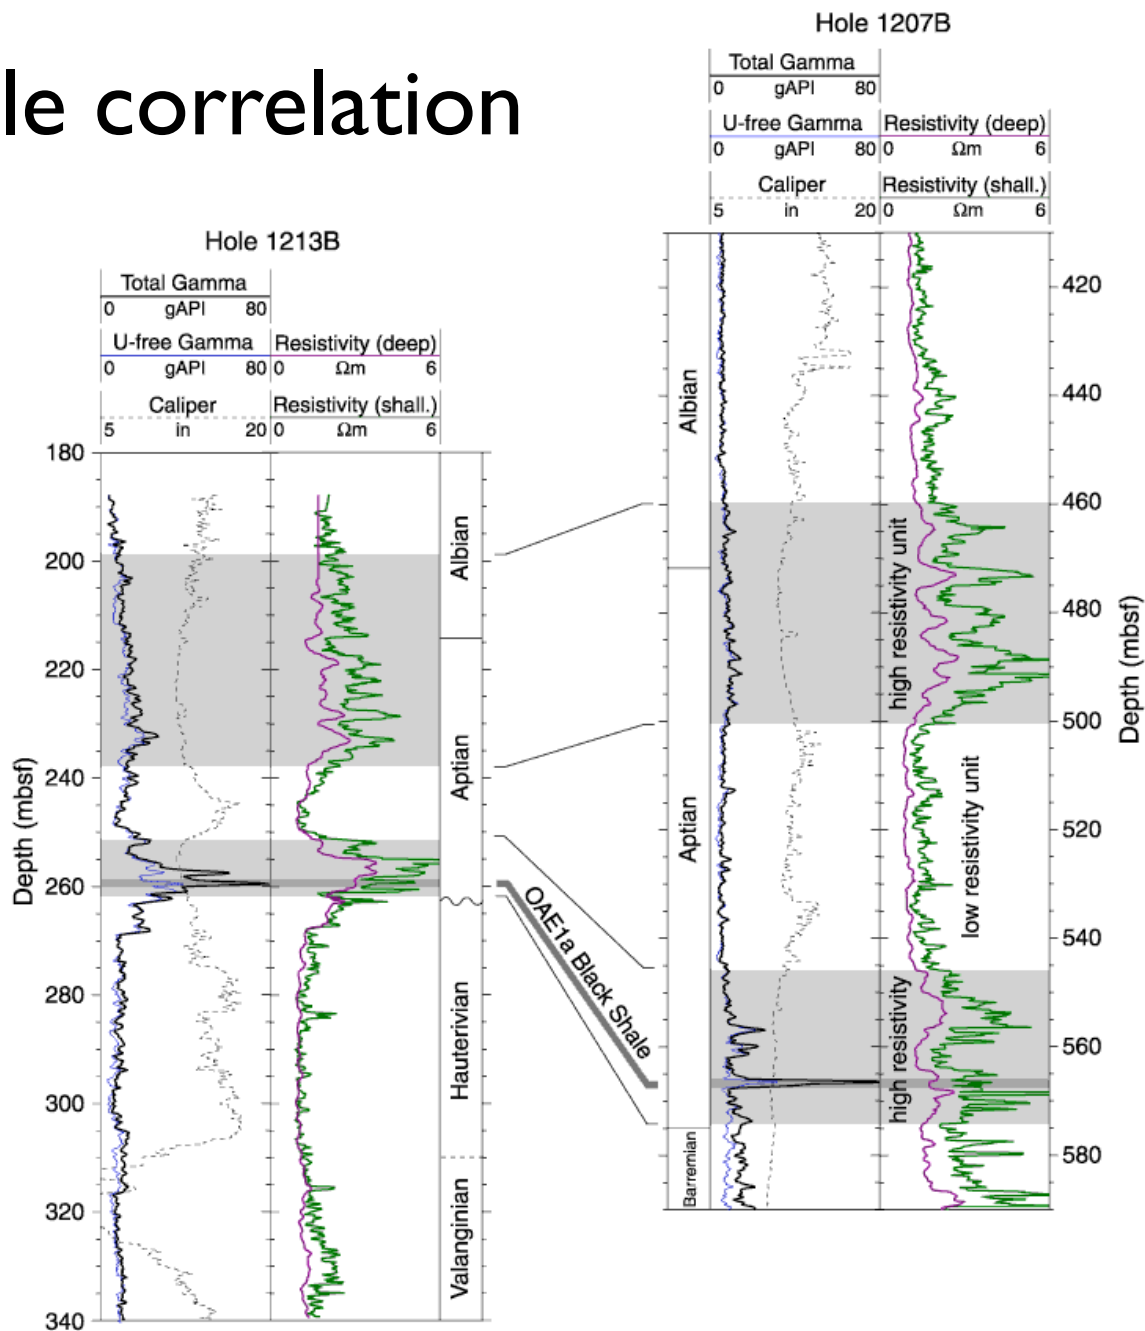 le correlation
Hole 1207B
Total Gamma
0 gAPI 80
U-free Gamma Resistivity (deep)
0 gAPI 80 0 Ωm 6
Caliper Resistivity (shall.)
5 in 20 0 Ωm 6
Hole 1213B
Total Gamma
0 gAPI 80
U-free Gamma Resistivity (deep)
0 gAPI 80 0 Ωm 6
Caliper Resistivity (shall.)
5 in 20 0 Ωm 6
180
200
220
240
260
280
300
320
340
Depth (mbsf)
Albian
Aptian
Hauterivian
Valanginian
OAE1a Black Shale
Albian
Aptian
Barremian
high resistivity unit
low resistivity unit
high resistivity
420
440
460
480
500
520
540
560
580
Depth (mbsf)